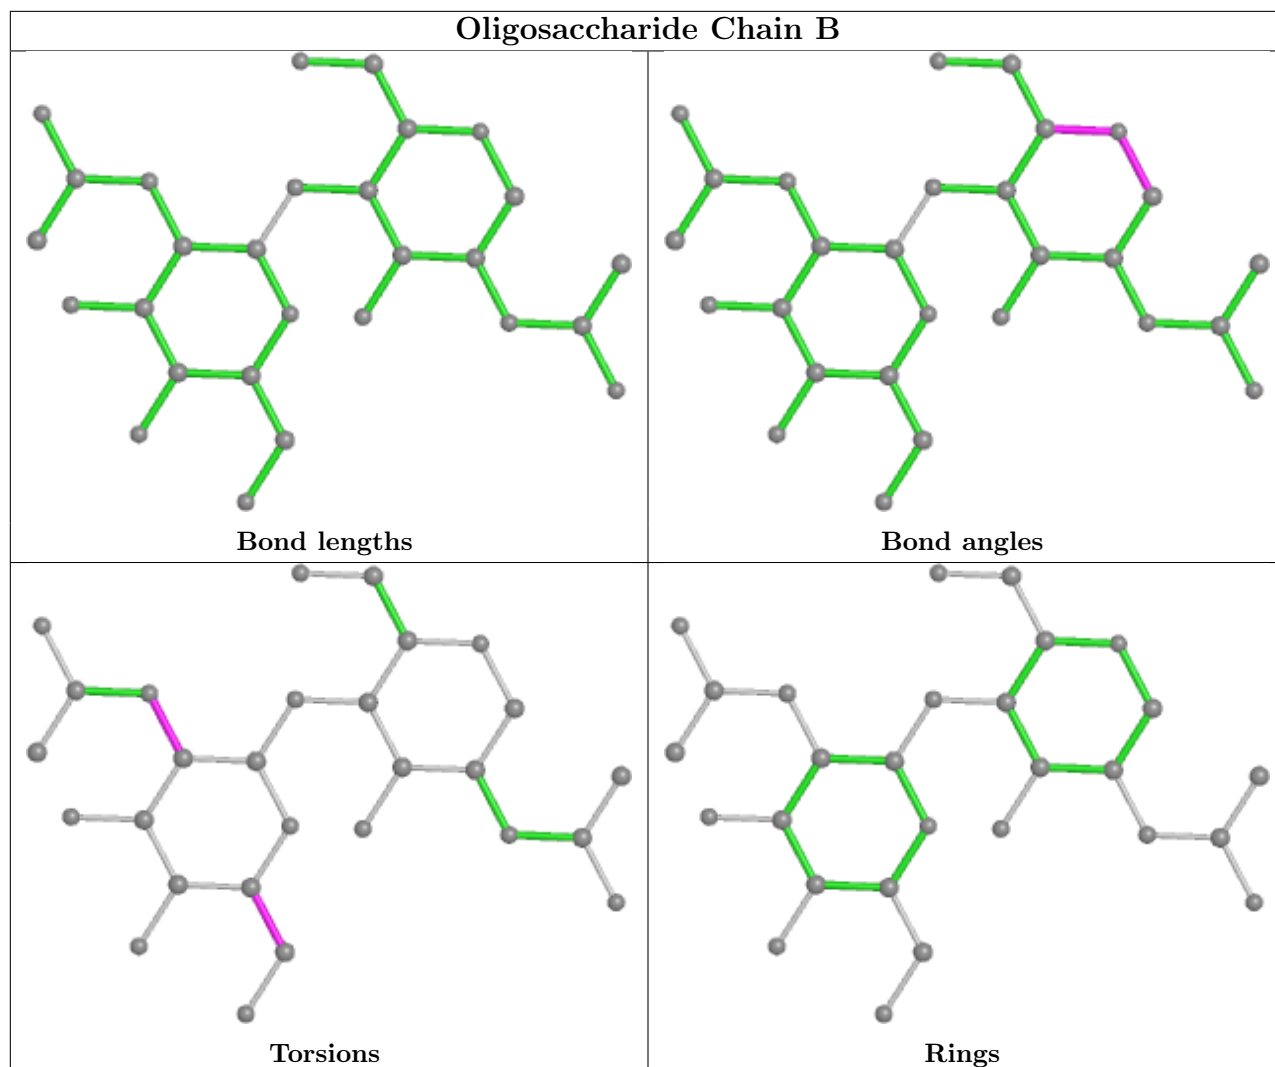 Oligosaccharide Chain B
Bond lengths
Bond angles
Torsions
Rings